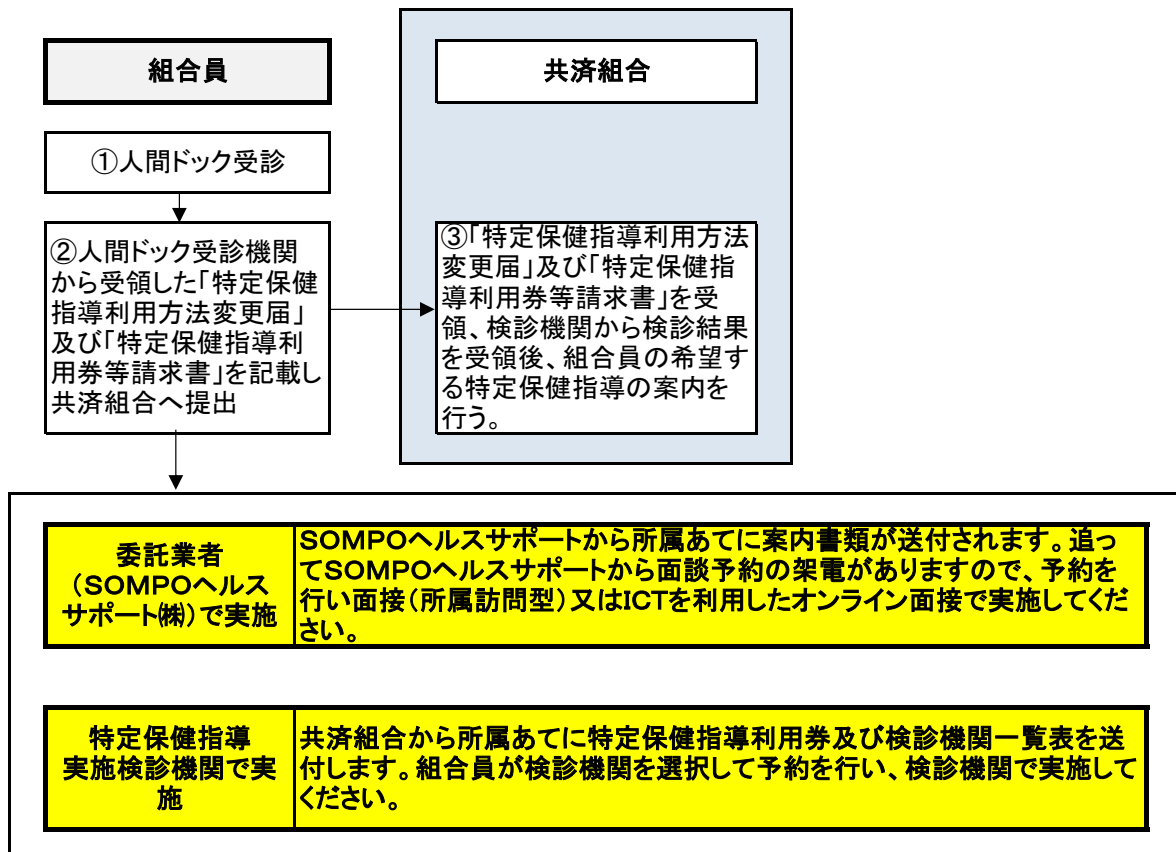 組合員
共済組合
①人間ドック受診
②人間ドック受診機関
から受領した「特定保健
指導利用方法変更届」
及び「特定保健指導利
用券等請求書」を記載し
共済組合へ提出
③「特定保健指導利用方法
変更届」及び「特定保健指
導利用券等請求書」を受
領、検診機関から検診結果
を受領後、組合員の希望す
る特定保健指導の案内を
行う。
委託業者
（SOMPOヘルス
サポート㈱）で実施
SOMPOヘルスサポートから所属あてに案内書類が送付されます。追っ
てSOMPOヘルスサポートから面談予約の架電がありますので、予約を
行い面接（所属訪問型）又はICTを利用したオンライン面接で実施してくだ
さい。
特定保健指導
実施検診機関で実
施
共済組合から所属あてに特定保健指導利用券及び検診機関一覧表を送
付します。組合員が検診機関を選択して予約を行い、検診機関で実施して
ください。